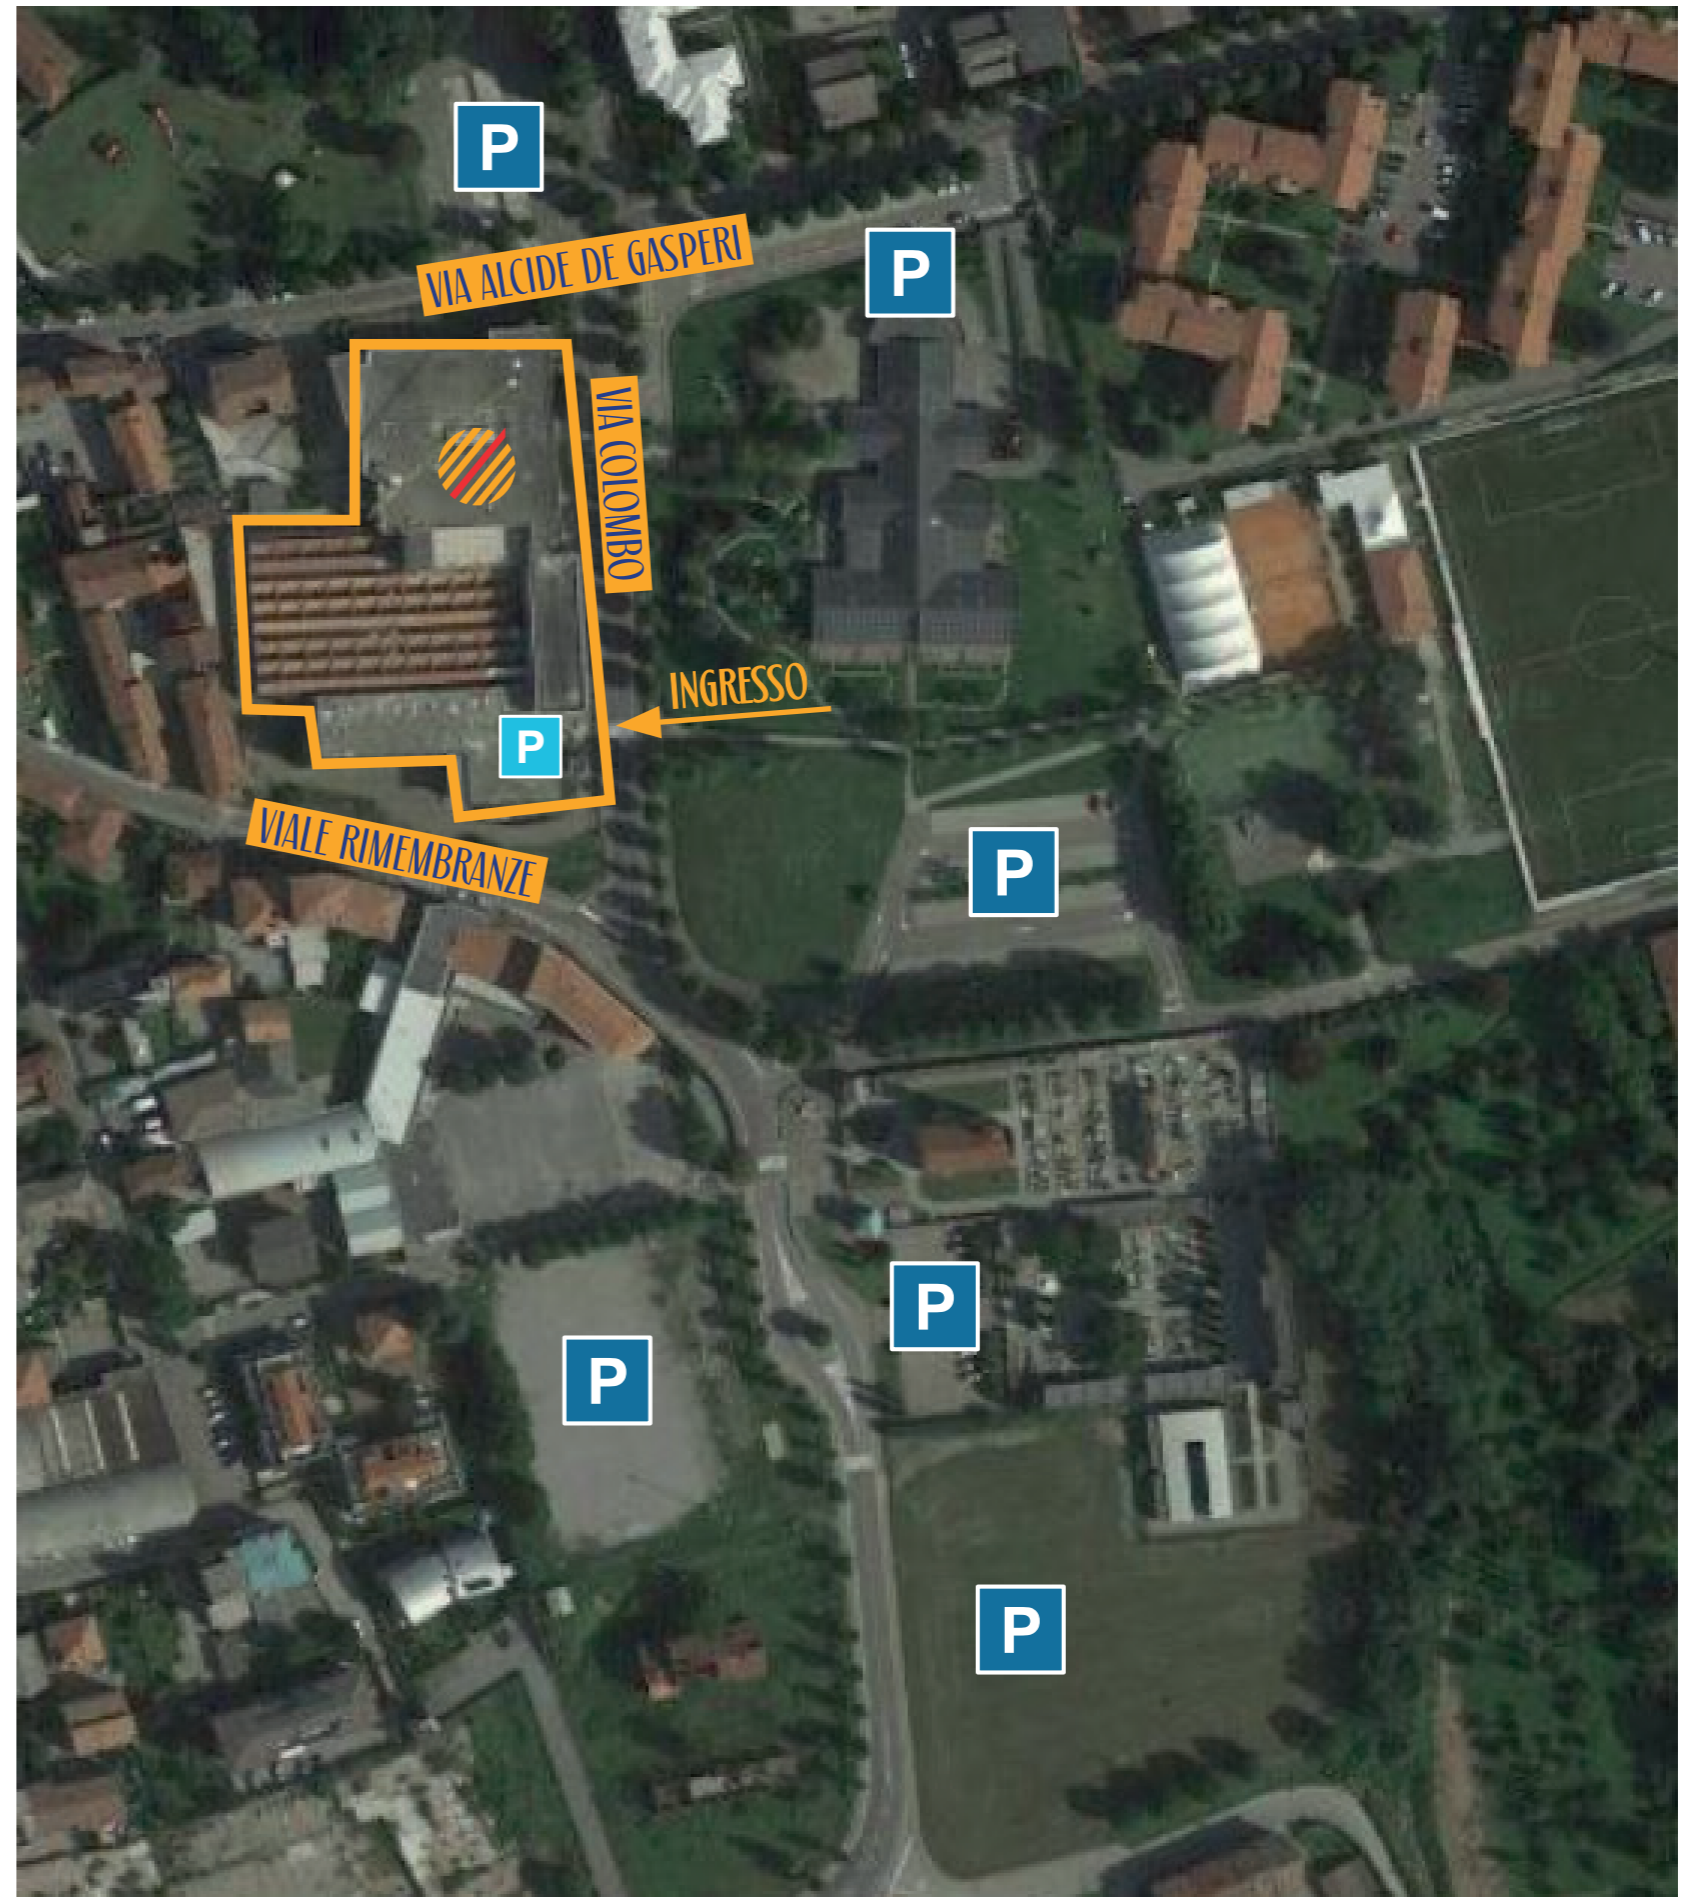 P
VIA ALCIDE DE GASPERI
P
VIA COLOMBO
INGRESSO
P
VIALE RIMEMBRANZE
P
P
P
P